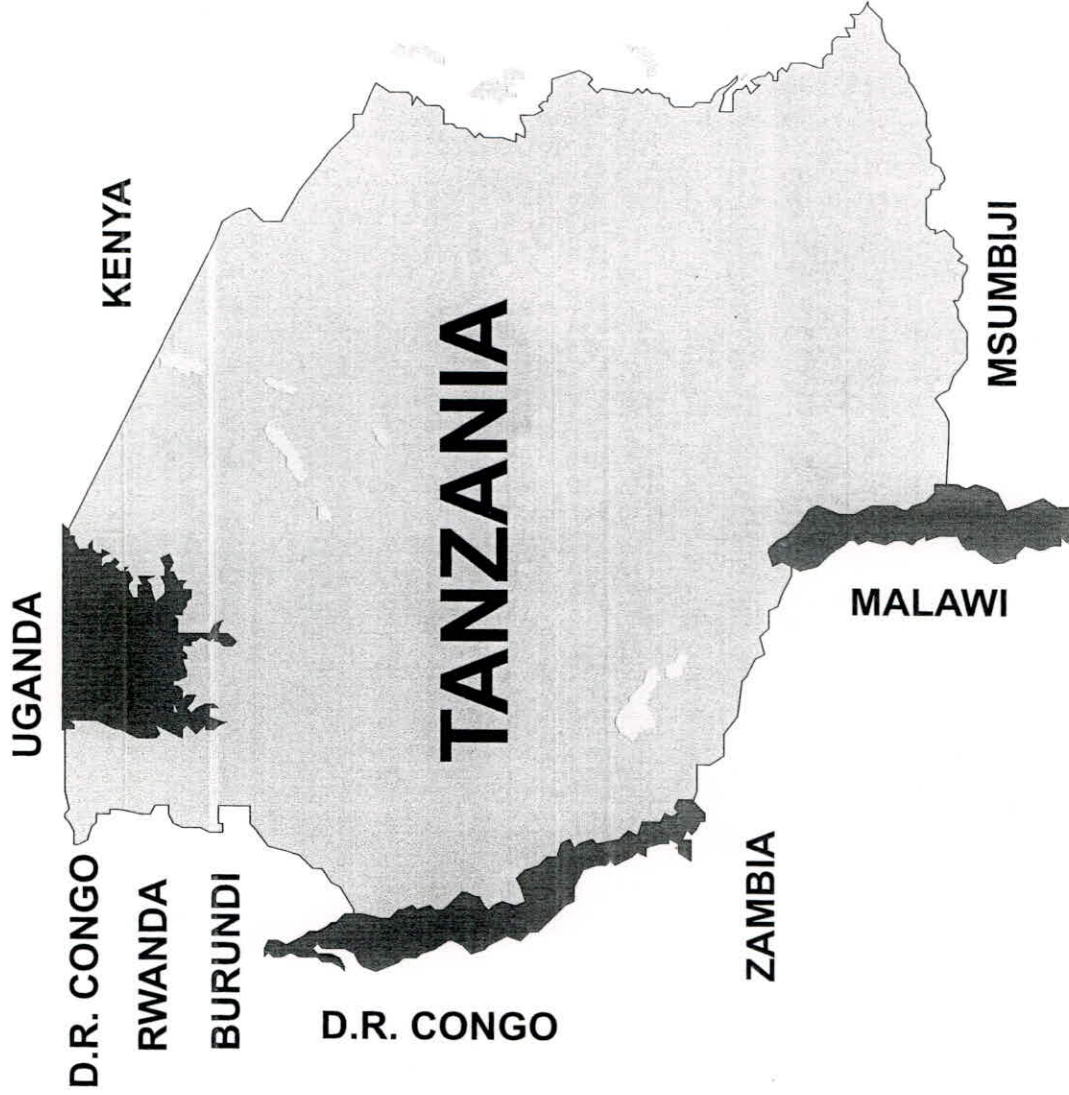 UGANDA
KENYA
D.R. CONGO
RWANDA
BURUNDI
D.R. CONGO
TANZANIA
ZAMBIA
MALAWI
MSUMBIJI